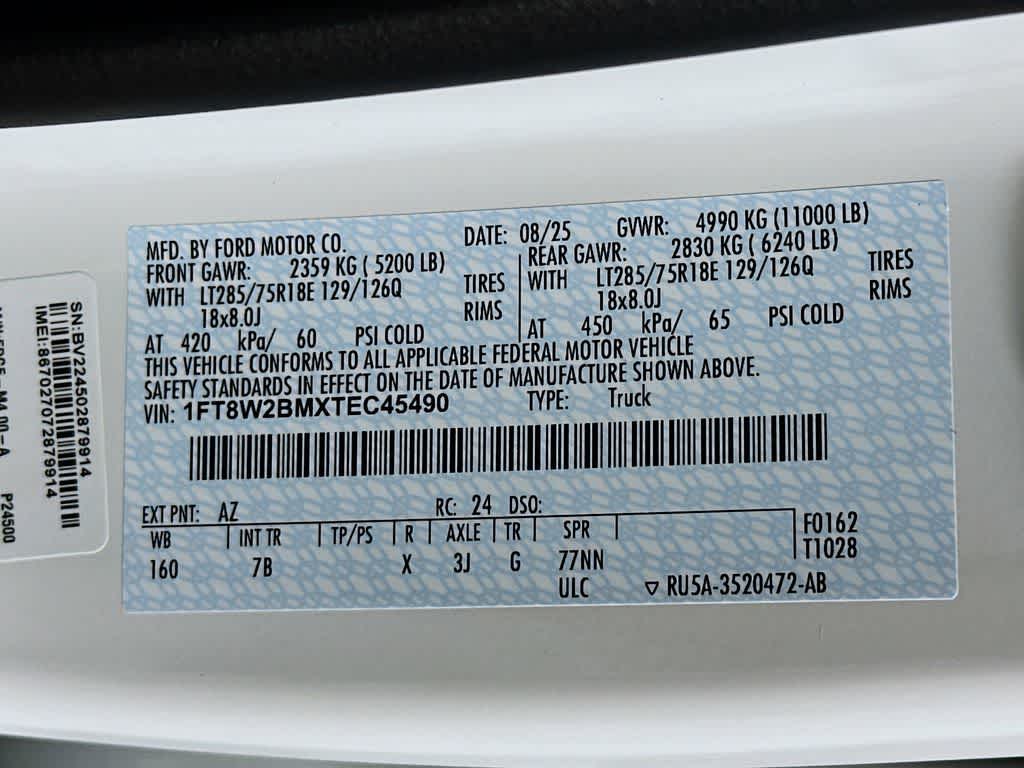 MFD. BY FORD MOTOR CO. DATE: 08/25 GVWR: 4990 KG (11000 LB)
FRONT GAWR: 2359 KG ( 5200 LB)
WITH LT285/75R18E 129/126Q TIRES
18x8.0J RIMS
AT 420 kPa/ 60 PSI COLD
REAR GAWR: 2830 KG ( 6240 LB)
WITH LT285/75R18E 129/126Q TIRES
18x8.0J RIMS
AT 450 kPa/ 65 PSI COLD
THIS VEHICLE CONFORMS TO ALL APPLICABLE FEDERAL MOTOR VEHICLE
SAFETY STANDARDS IN EFFECT ON THE DATE OF MANUFACTURE SHOWN ABOVE.
VIN: 1FT8W2BMXTEC45490 TYPE: Truck
EXT PNT: AZ RC: 24 DSO:
WB INT TR TP/PS R AXLE TR SPR F0162
160 7B X 3J G 77NN T1028
ULC RU5A-3520472-AB
SN:BV22450287 9914
IMEI:866702707287 9914
P24500